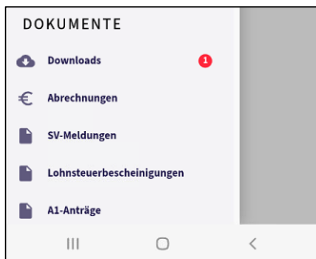 DOKUMENTE
Downloads 1
Abrechnungen
SV-Meldungen
Lohnsteuerbescheinigungen
A1-Anträge